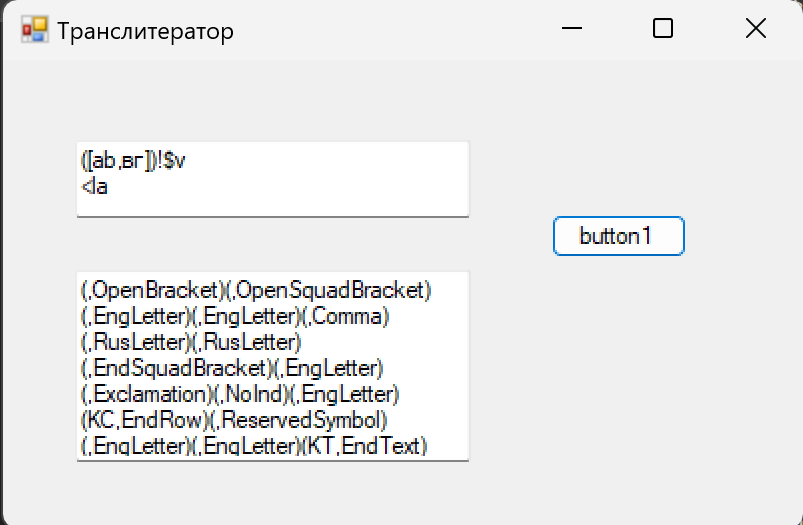 Транслитератор
([ab,вг])!$v
<la
button1
(,OpenBracket)(,OpenSquadBracket)
(,EngLetter)(,EngLetter)(,Comma)
(,RusLetter)(,RusLetter)
(,EndSquadBracket)(,EngLetter)
(,Exclamation)(,NoInd)(,EngLetter)
(KC,EndRow)(,ReservedSymbol)
(,EngLetter)(,EngLetter)(KT,EndText)